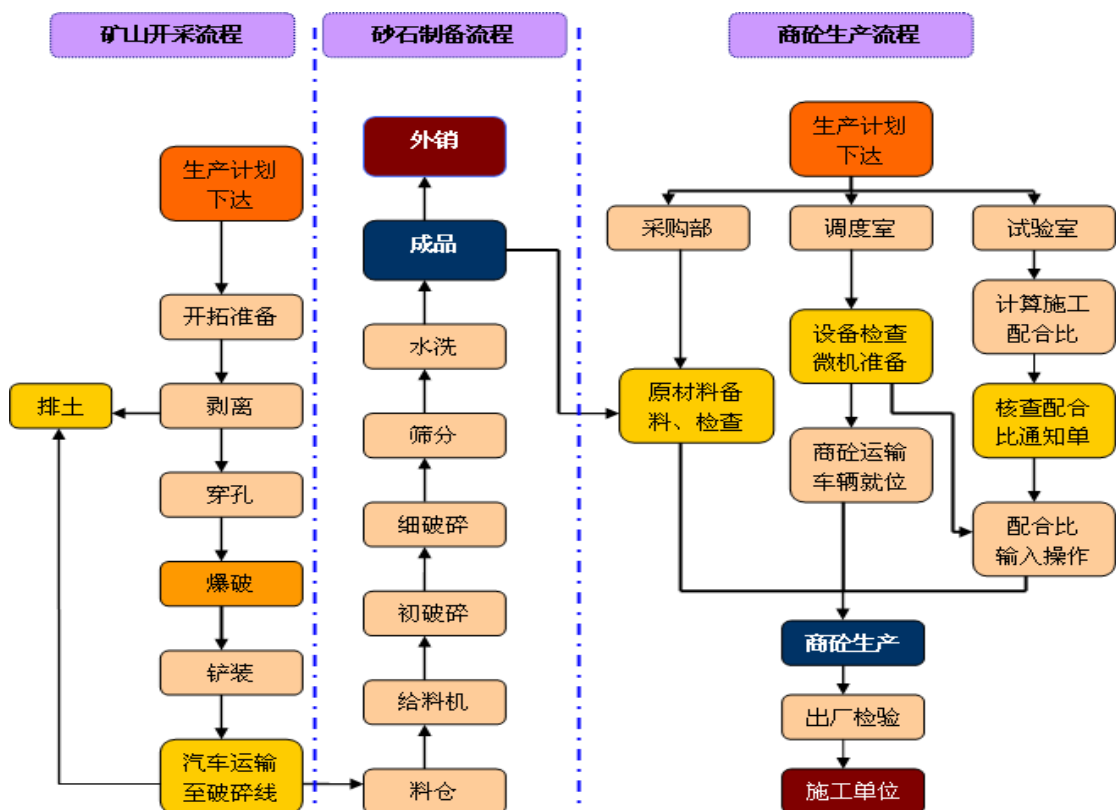 矿山开采流程
砂石制备流程
商砼生产流程
生产计划
下达
开拓准备
剥离
排土
穿孔
爆破
铲装
汽车运输
至破碎线
外销
成品
水洗
筛分
细破碎
初破碎
给料机
料仓
生产计划
下达
采购部
调度室
试验室
原材料备
料、检查
设备检查
微机准备
商砼运输
车辆就位
计算施工
配合比
核查配合
比通知单
配合比
输入操作
商砼生产
出厂检验
施工单位